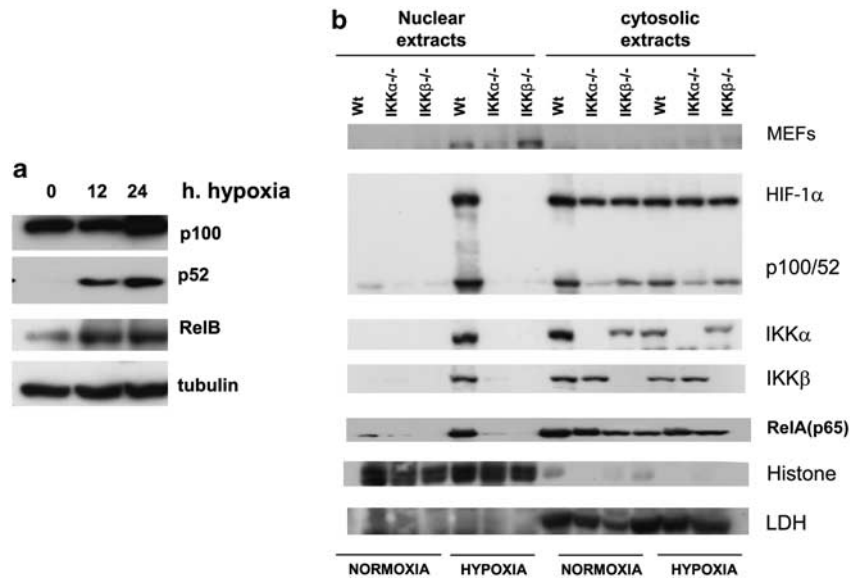 a
0 12 24 h. hypoxia
p100
p52
RelB
tubulin
b
Nuclear extracts
cytosolic extracts
Wt IKKα-/- IKKβ-/- Wt IKKα-/- IKKβ-/- Wt IKKα-/- IKKβ-/- Wt IKKα-/- IKKβ-/-
MEFs
HIF-1α
p100/52
IKKα
IKKβ
RelA(p65)
Histone
LDH
NORMOXIA HYPOXIA NORMOXIA HYPOXIA